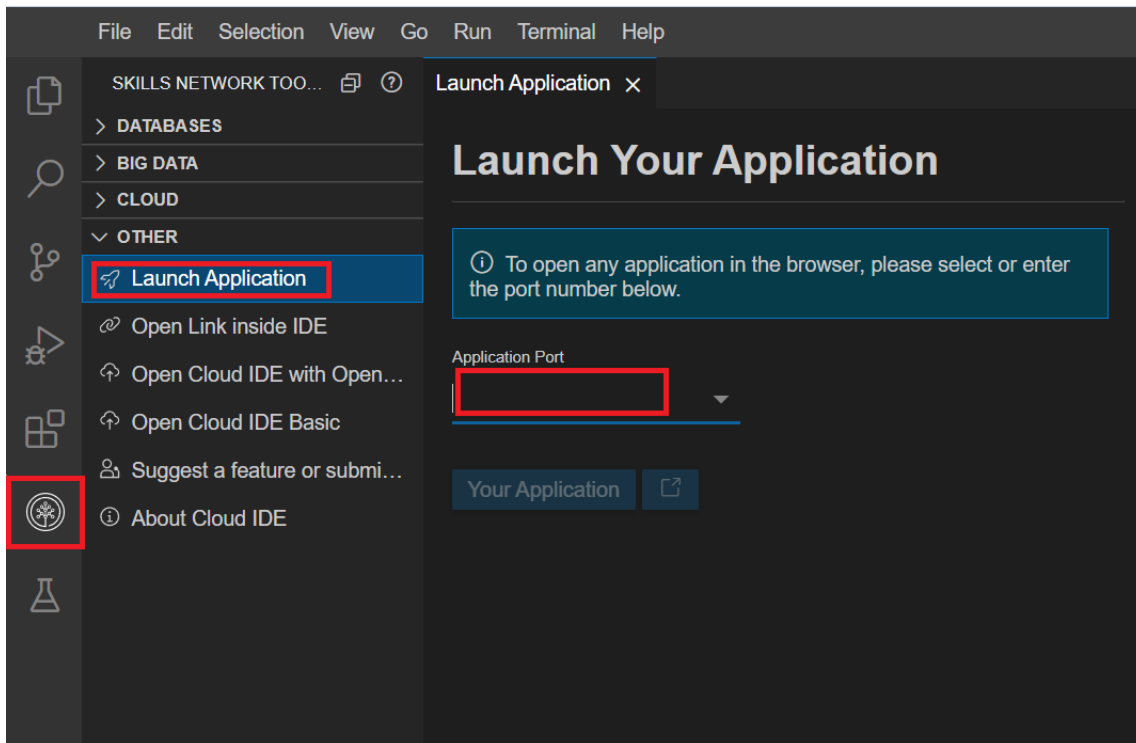 File Edit Selection View Go Run Terminal Help
SKILLS NETWORK TOO...
Launch Application
DATABASES
BIG DATA
CLOUD
OTHER
Launch Application
Open Link inside IDE
Open Cloud IDE with Open...
Open Cloud IDE Basic
Suggest a feature or submi...
About Cloud IDE
Launch Your Application
To open any application in the browser, please select or enter
the port number below.
Application Port
Your Application